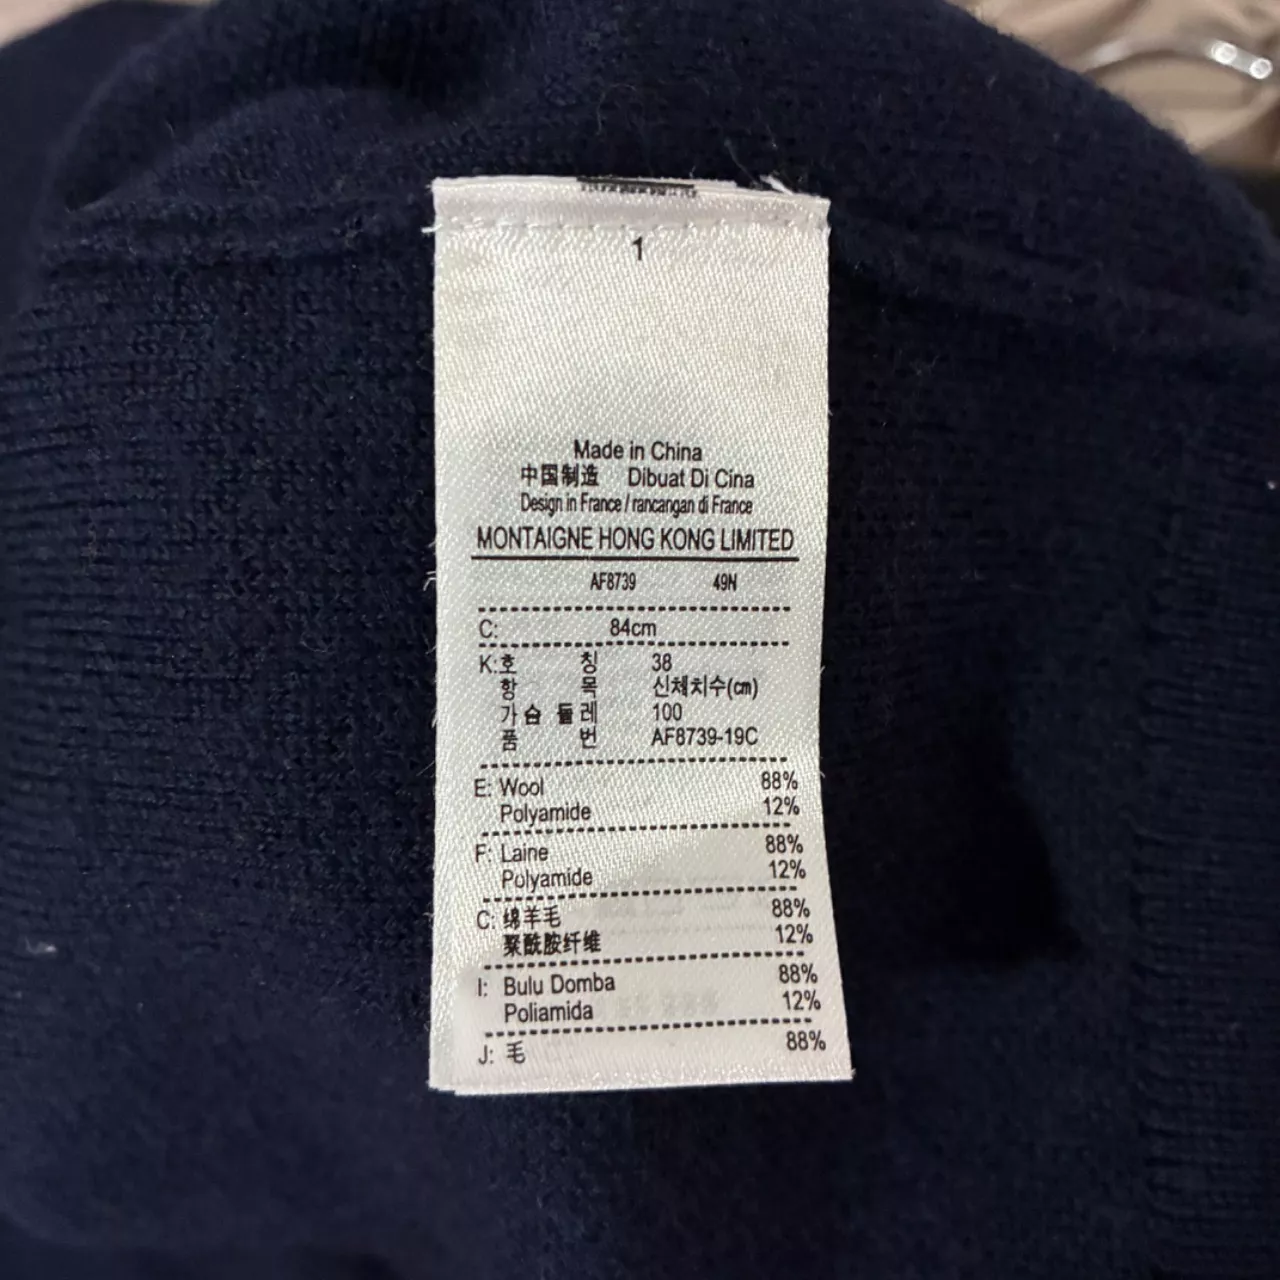 1
Made in China
中国制造 Dibuat Di Cina
Design in France / rancangan di France
MONTAIGNE HONG KONG LIMITED
AF8739 49N
C: 84cm
K:호 칭 38
항 목 신체치수(㎝)
가슴 둘레 100
품 번 AF8739-19C
E: Wool 88%
Polyamide 12%
F: Laine 88%
Polyamide 12%
C: 绵羊毛 88%
聚酰胺纤维 12%
I: Bulu Domba 88%
Poliamida 12%
J: 毛 88%